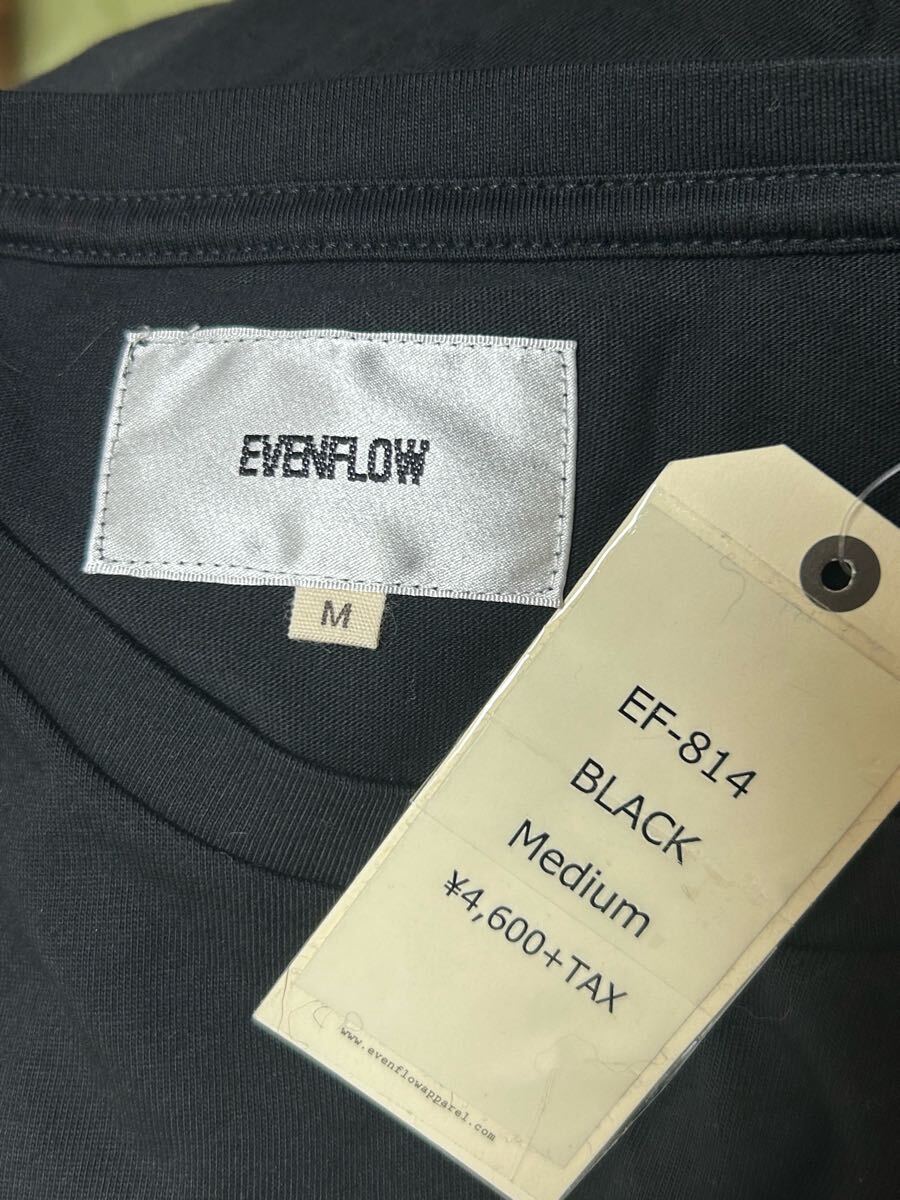 EVENFLOW
M
EF-814
BLACK
Medium
¥4,600+TAX
www.evenflowapparel.com